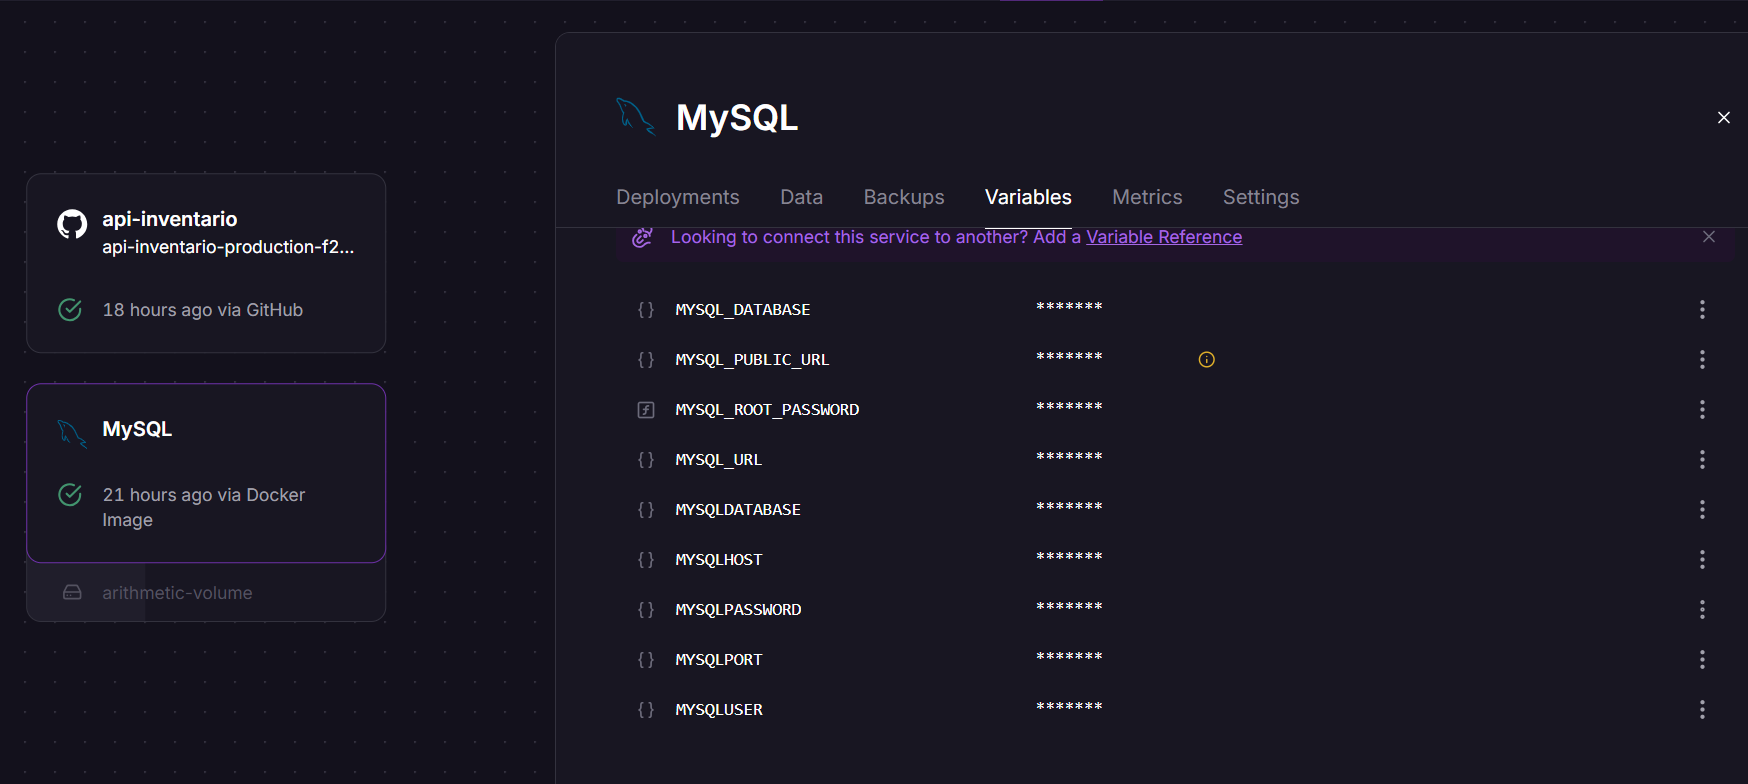 api-inventario
api-inventario-production-f2...
18 hours ago via GitHub
MySQL
21 hours ago via Docker
Image
arithmetic-volume
MySQL
Deployments Data Backups Variables Metrics Settings
Looking to connect this service to another? Add a Variable Reference
MYSQL_DATABASE *******
MYSQL_PUBLIC_URL *******
MYSQL_ROOT_PASSWORD *******
MYSQL_URL *******
MYSQLDATABASE *******
MYSQLHOST *******
MYSQLPASSWORD *******
MYSQLPORT *******
MYSQLUSER *******